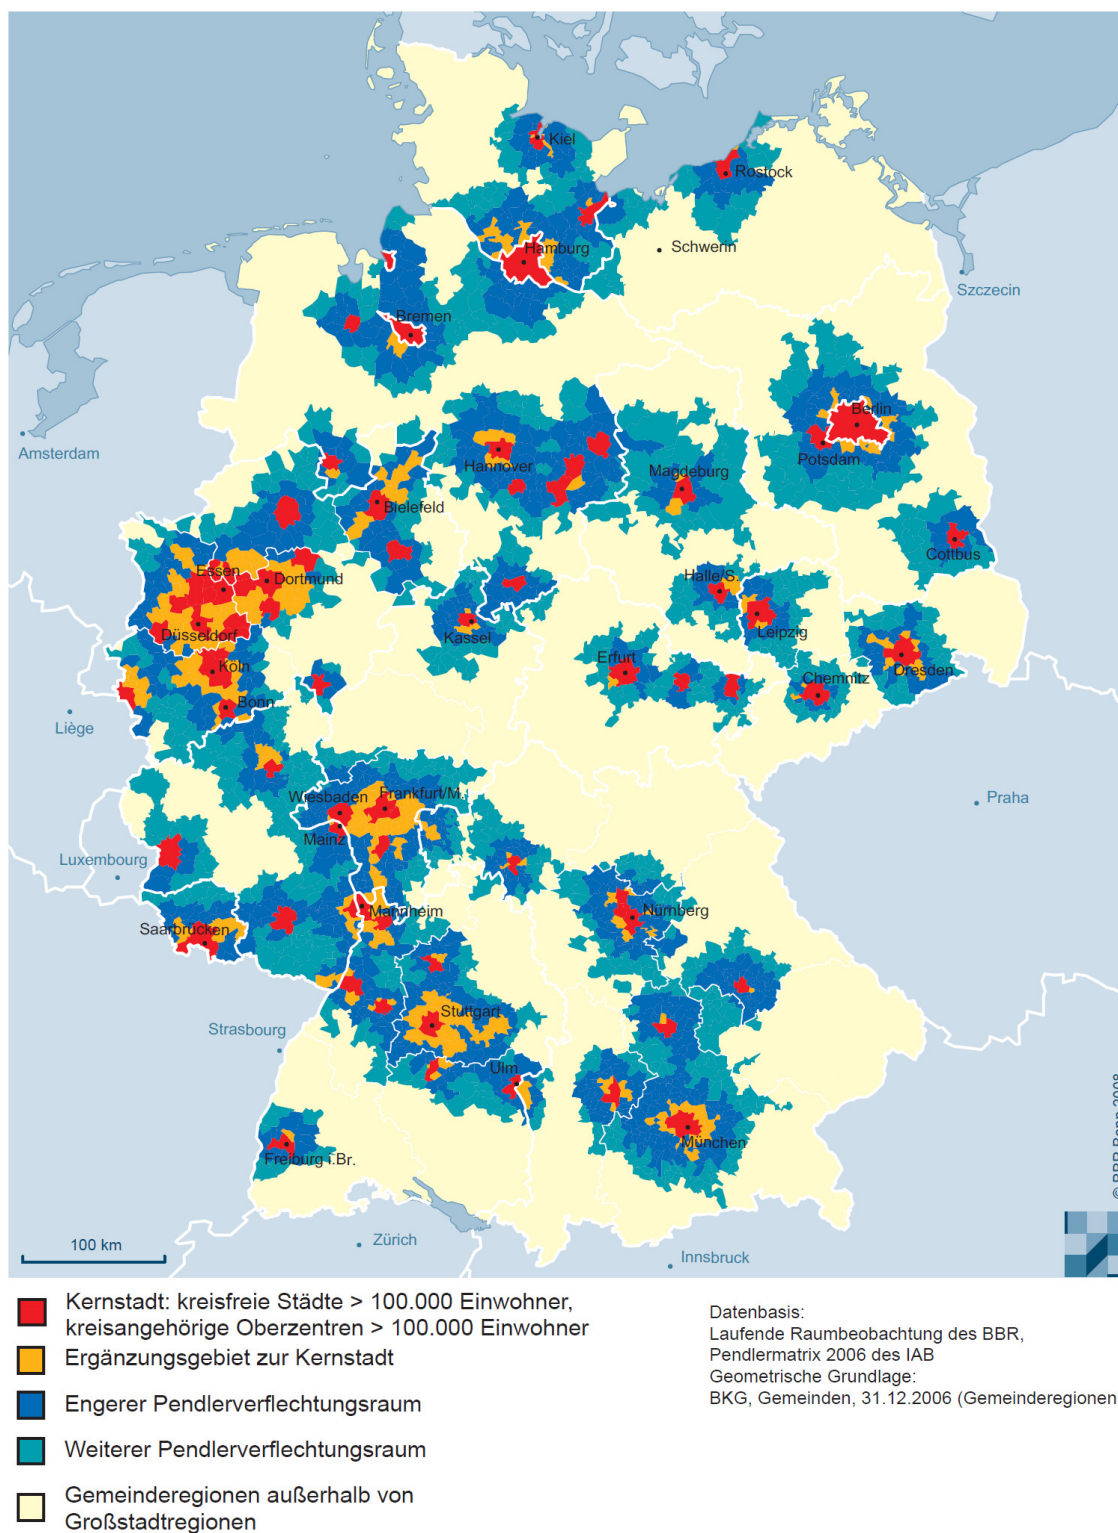 Kiel
Rostock
Schwerin
Hamburg
Szczecin
Bremen
Berlin
Potsdam
Amsterdam
Hannover
Magdeburg
Bielefeld
Cottbus
Essen
Dortmund
Halle/S.
Leipzig
Düsseldorf
Kassel
Dresden
Köln
Erfurt
Chemnitz
Bonn
Liège
Wiesbaden
Frankfurt/M.
Praha
Mainz
Luxembourg
Mannheim
Nürnberg
Saarbrücken
Stuttgart
Strasbourg
Ulm
München
Freiburg i.Br.
© BBR Bonn 2008
100 km
Zürich
Innsbruck
Kernstadt: kreisfreie Städte > 100.000 Einwohner,
kreisangehörige Oberzentren > 100.000 Einwohner
Ergänzungsgebiet zur Kernstadt
Engerer Pendlerverflechtungsraum
Weiterer Pendlerverflechtungsraum
Gemeinderegionen außerhalb von
Großstadtregionen
Datenbasis:
Laufende Raumbeobachtung des BBR,
Pendlermatrix 2006 des IAB
Geometrische Grundlage:
BKG, Gemeinden, 31.12.2006 (Gemeinderegionen